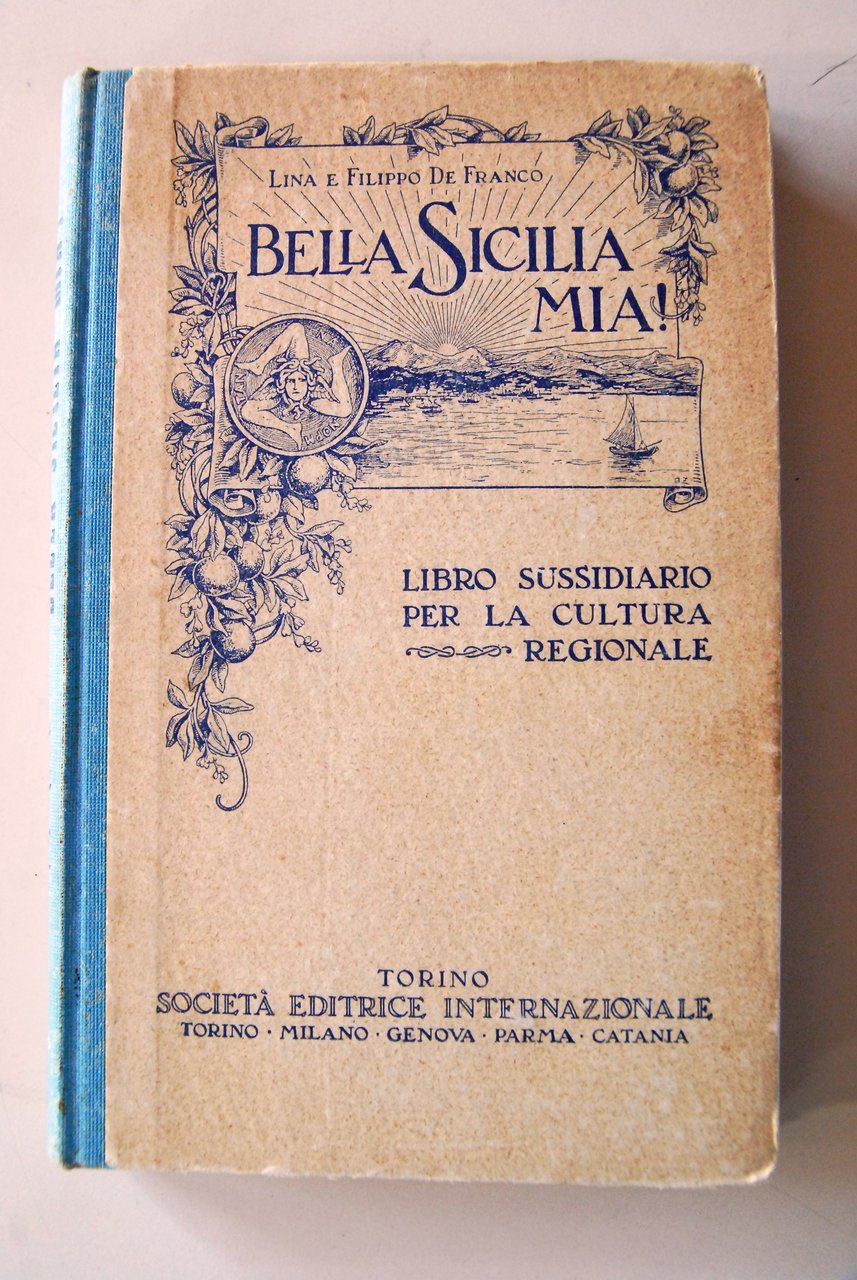 LINA E FILIPPO DE FRANCO
BELLA SICILIA
MIA!
LIBRO SUSSIDIARIO
PER LA CULTURA
REGIONALE
TORINO
SOCIETÀ EDITRICE INTERNAZIONALE
TORINO · MILANO · GENOVA · PARMA · CATANIA